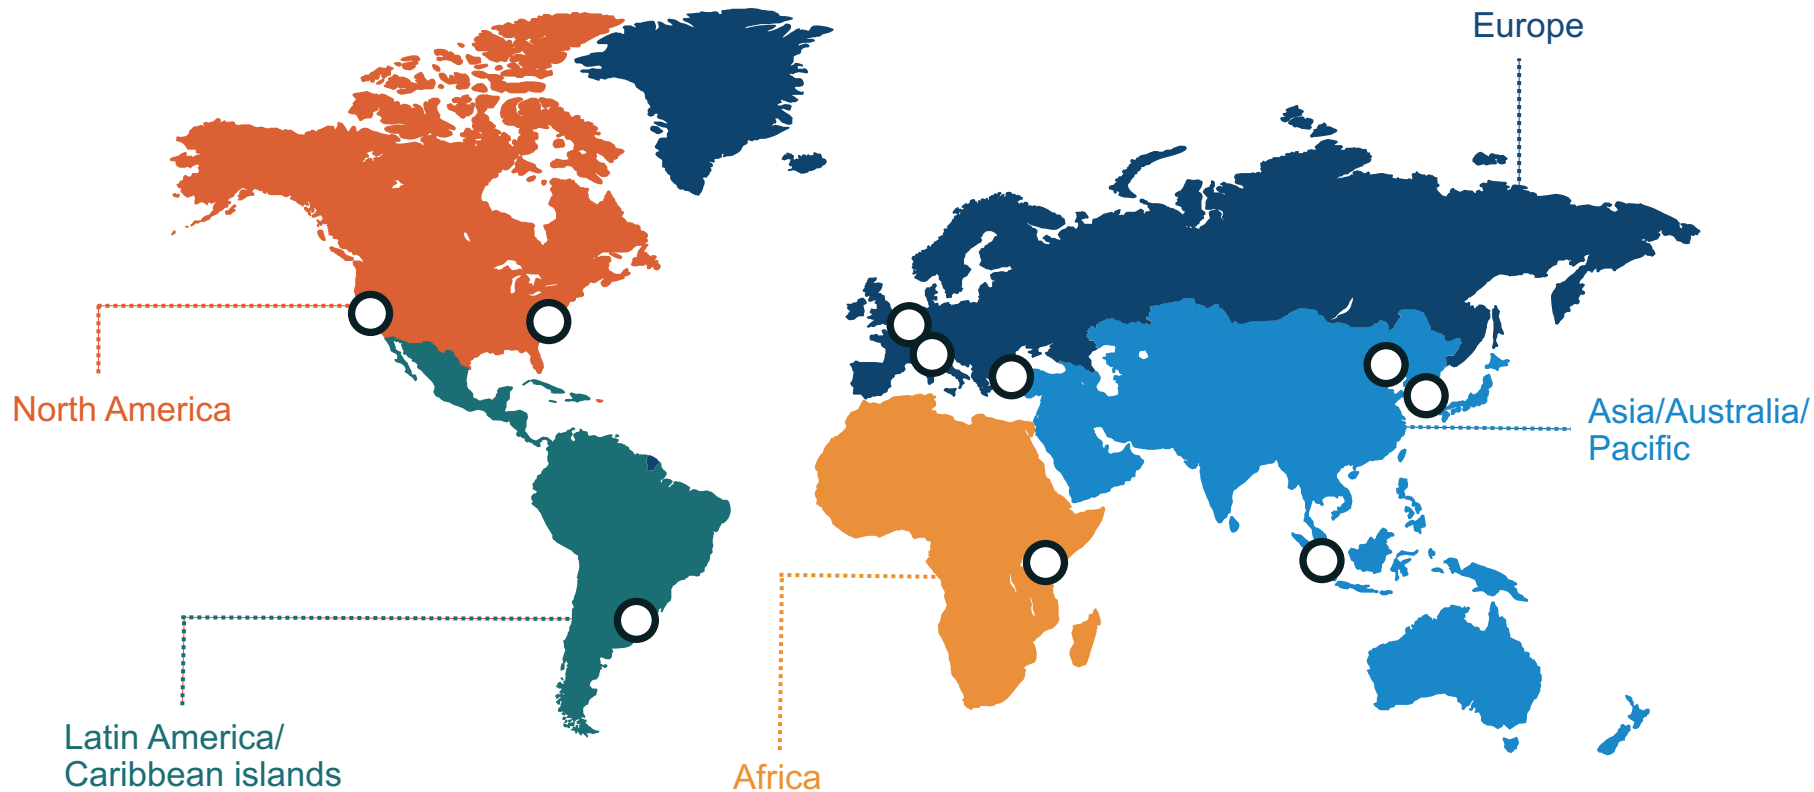 Europe
North America
Asia/Australia/
Pacific
Latin America/
Caribbean islands
Africa